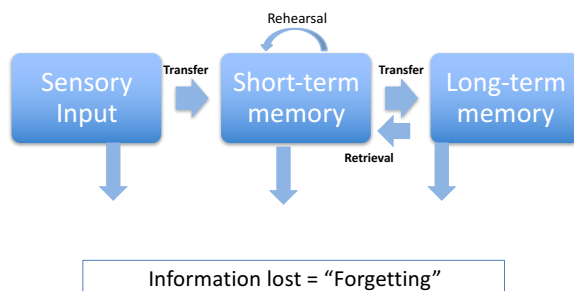 Rehearsal
Sensory
Input
Transfer
Short-term
memory
Transfer
Long-term
memory
Retrieval
Information lost = “Forgetting”